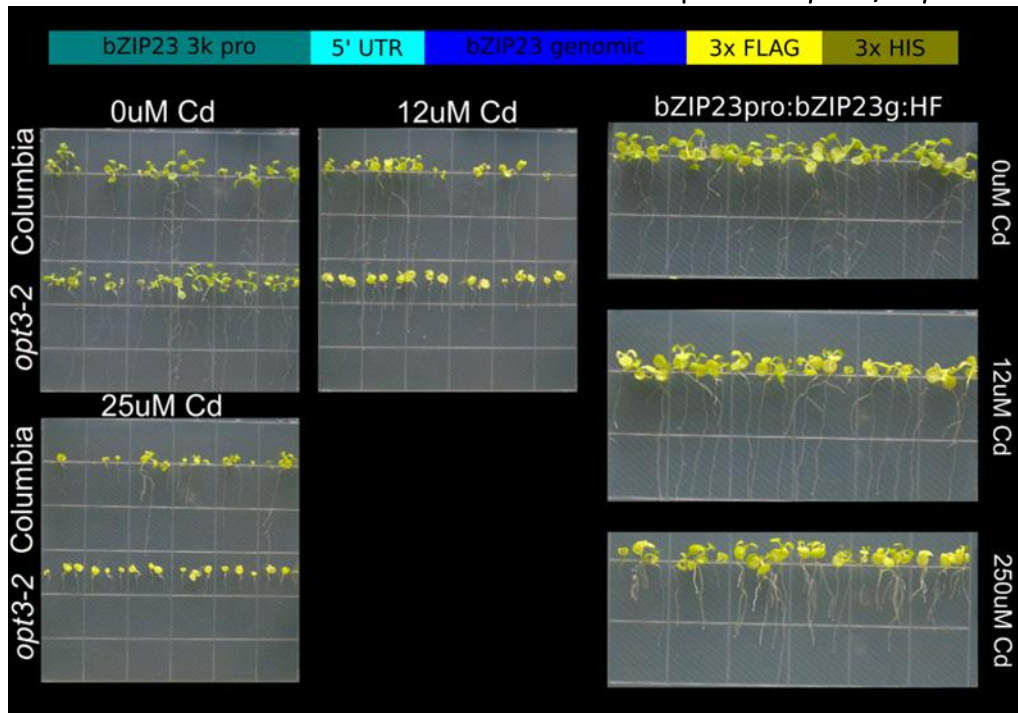 bZIP23 3k pro 5' UTR bZIP23 genomic 3x FLAG 3x HIS
0uM Cd
12uM Cd
Columbia
opt3-2
25uM Cd
Columbia
opt3-2
bZIP23pro:bZIP23g:HF
0uM Cd
12uM Cd
250uM Cd